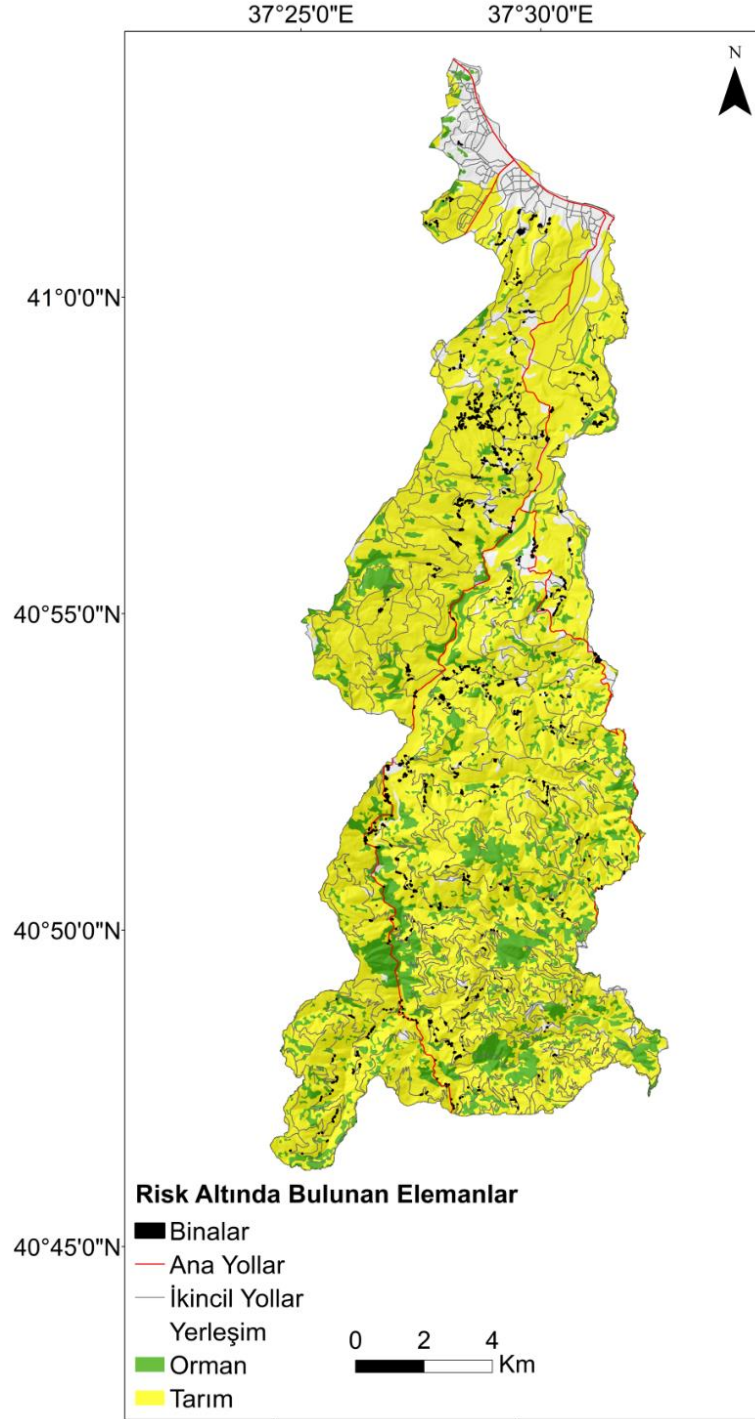 37°25'0"E 37°30'0"E
N
41°0'0"N
40°55'0"N
40°50'0"N
40°45'0"N
Risk Altında Bulunan Elemanlar
Binalar
Ana Yollar
İkincil Yollar
Yerleşim
Orman
Tarım
0 2 4
Km